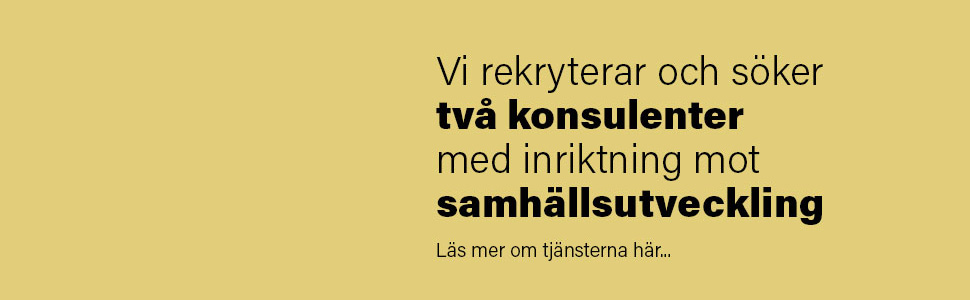 Vi rekryterar och söker
två konsulenter
med inriktning mot
samhällsutveckling
Läs mer om tjänsterna här...